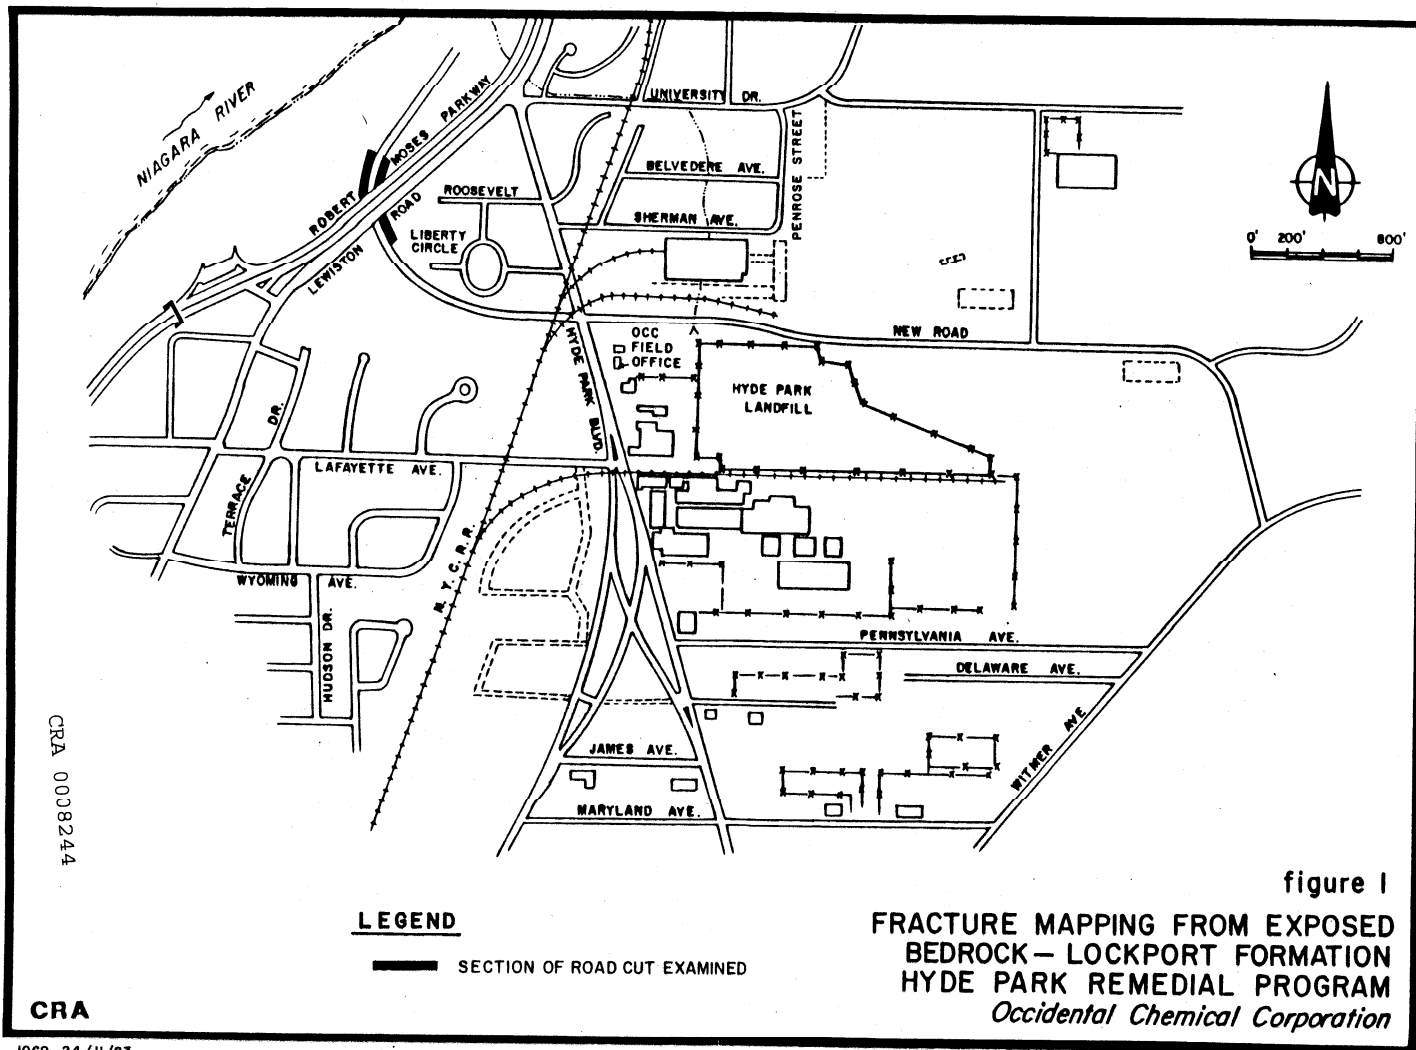 NIAGARA RIVER
ROBERT MOSES PARKWAY
LEWISTON ROAD
UNIVERSITY DR.
PENROSE STREET
BELVEDERE AVE.
ROOSEVELT
SHERMAN AVE.
LIBERTY
CIRCLE
N
0' 200' 800'
NEW ROAD
OCC
FIELD
OFFICE
HYDE PARK BLVD.
HYDE PARK
LANDFILL
TERRACE DR.
LAFAYETTE AVE.
N.Y.C.R.R.
WYOMING AVE.
HUDSON DR.
PENNSYLVANIA AVE.
DELAWARE AVE.
WITMER AVE
JAMES AVE.
MARYLAND AVE.
CRA 0008244
figure 1
LEGEND
SECTION OF ROAD CUT EXAMINED
FRACTURE MAPPING FROM EXPOSED
BEDROCK – LOCKPORT FORMATION
HYDE PARK REMEDIAL PROGRAM
Occidental Chemical Corporation
CRA